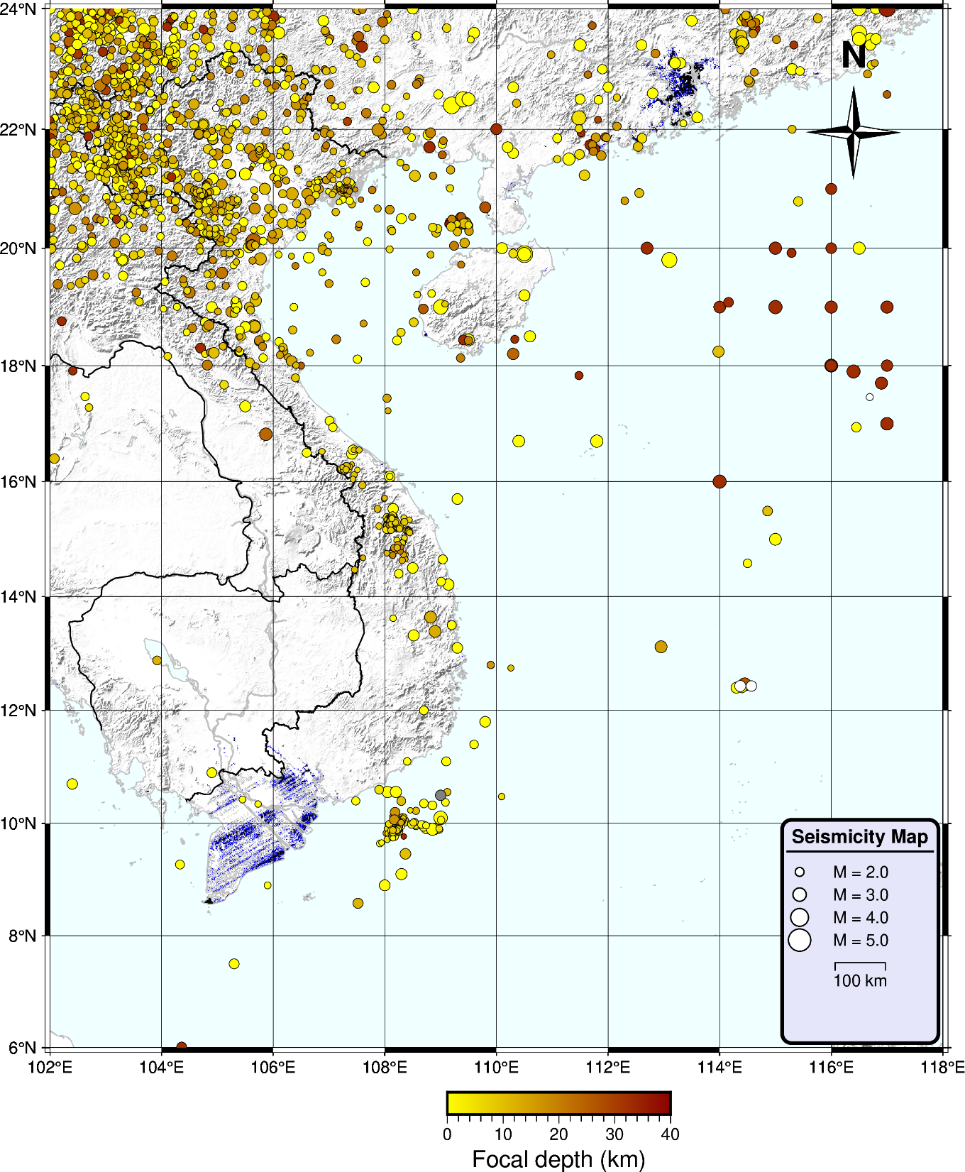 24°N
22°N
20°N
18°N
16°N
14°N
12°N
10°N
8°N
6°N
102°E 104°E 106°E 108°E 110°E 112°E 114°E 116°E 118°E
N
Seismicity Map
M = 2.0
M = 3.0
M = 4.0
M = 5.0
100 km
0 10 20 30 40
Focal depth (km)